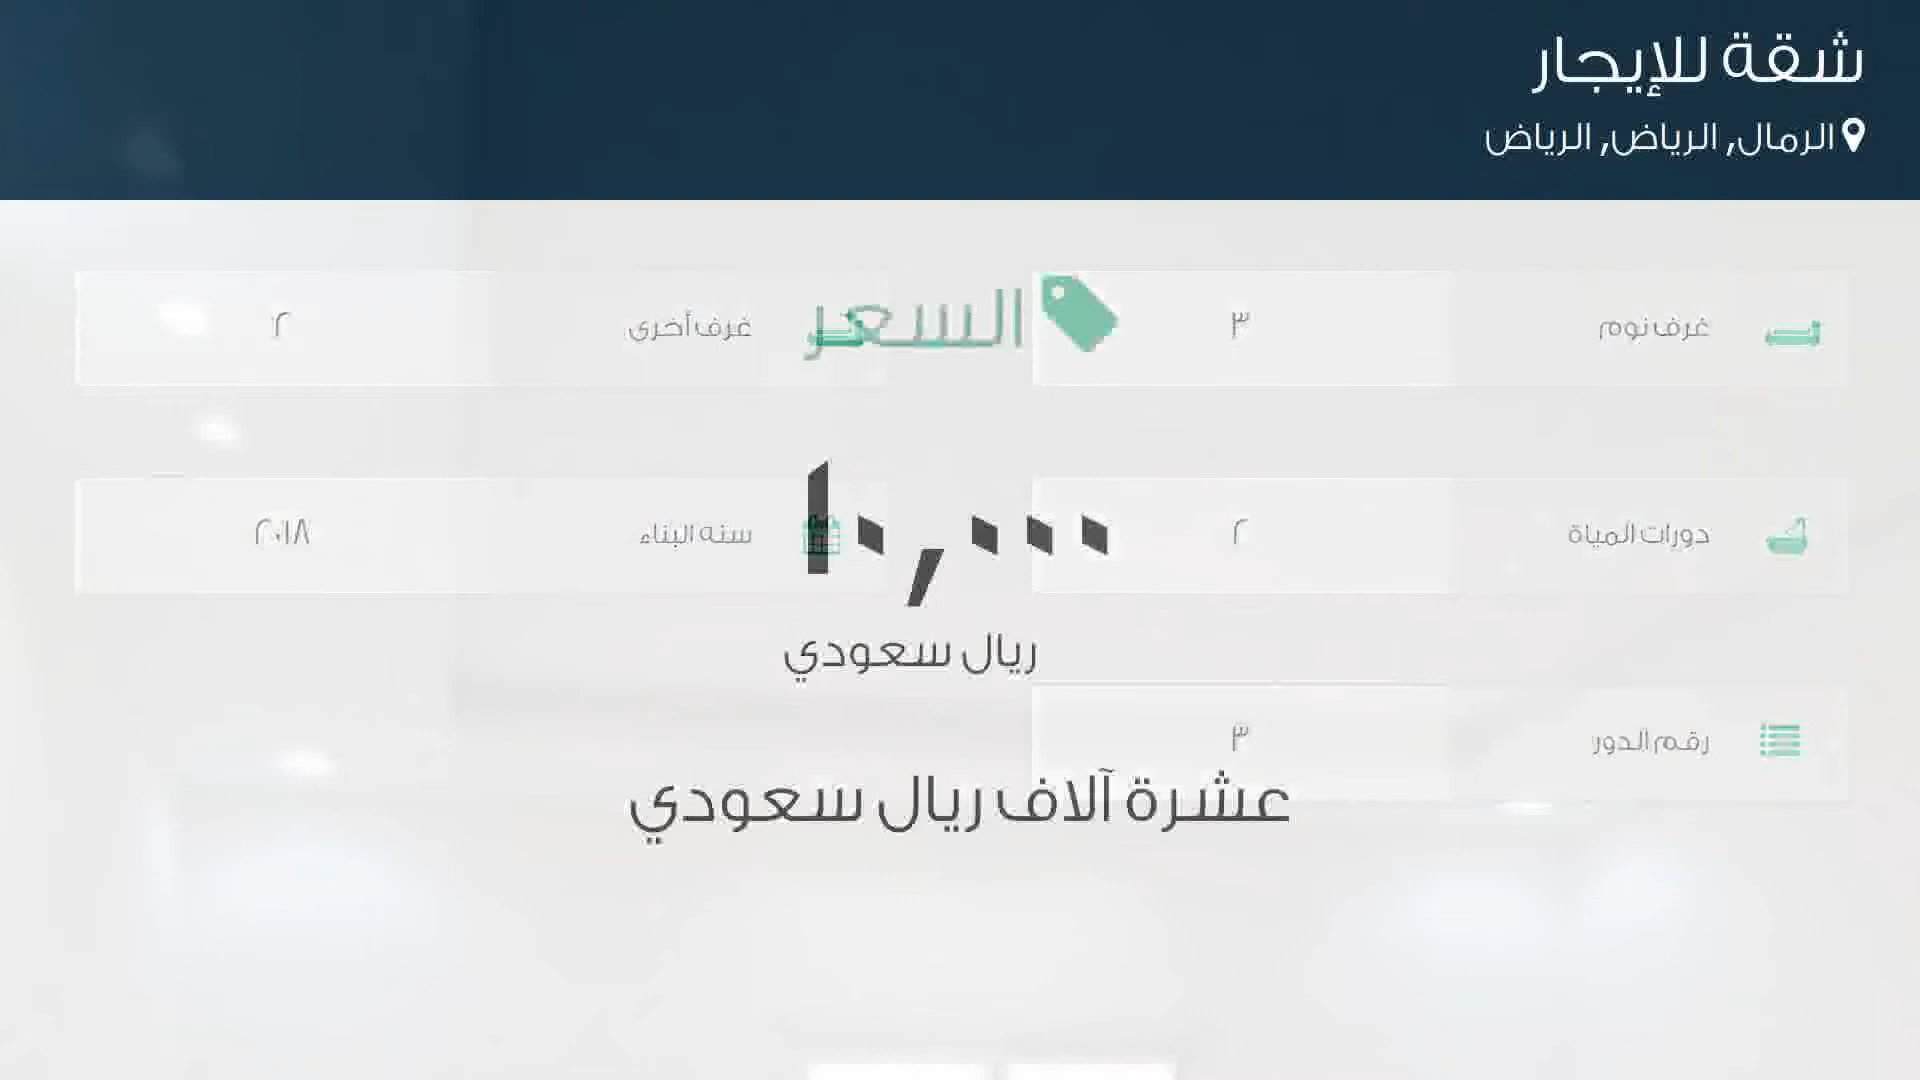 شقة للإيجار
الرمال, الرياض, الرياض
السعر
غرف نوم ٣
غرف أخرى ٢
١٠,٠٠٠
دورات المياة ٢
سنه البناء ٢٠١٨
ريال سعودي
رقم الدور ٣
عشرة آلاف ريال سعودي